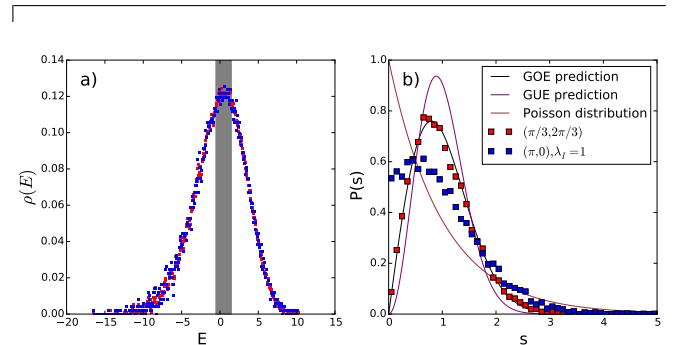 a)
0.14
0.12
0.10
0.08
0.06
0.04
0.02
0.00
ρ(E)
−20 −15 −10 −5 0 5 10 15
E
b)
GOE prediction
GUE prediction
Poisson distribution
(π/3,2π/3)
(π,0),λ_I=1
1.0
0.8
0.6
0.4
0.2
0.0
P(s)
0 1 2 3 4 5
s